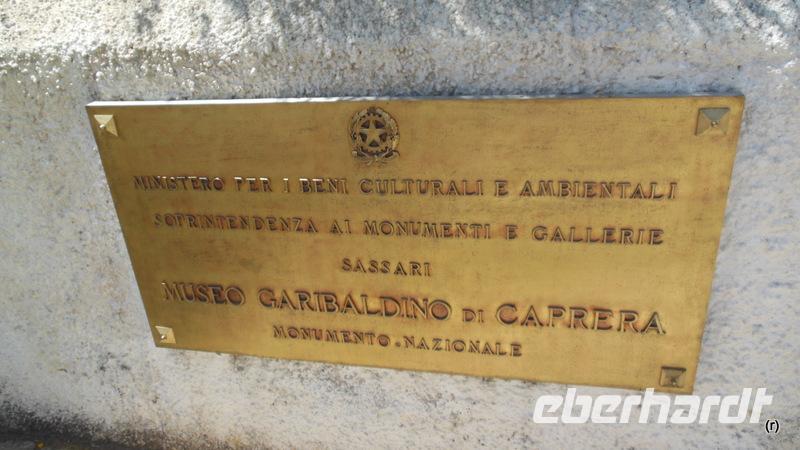 MINISTERO PER I BENI CULTURALI E AMBIENTALI
SOPRINTENDENZA AI MONUMENTI E GALLERIE
SASSARI
MUSEO GARIBALDINO DI CAPRERA
MONUMENTO NAZIONALE
eberhardt
(r)